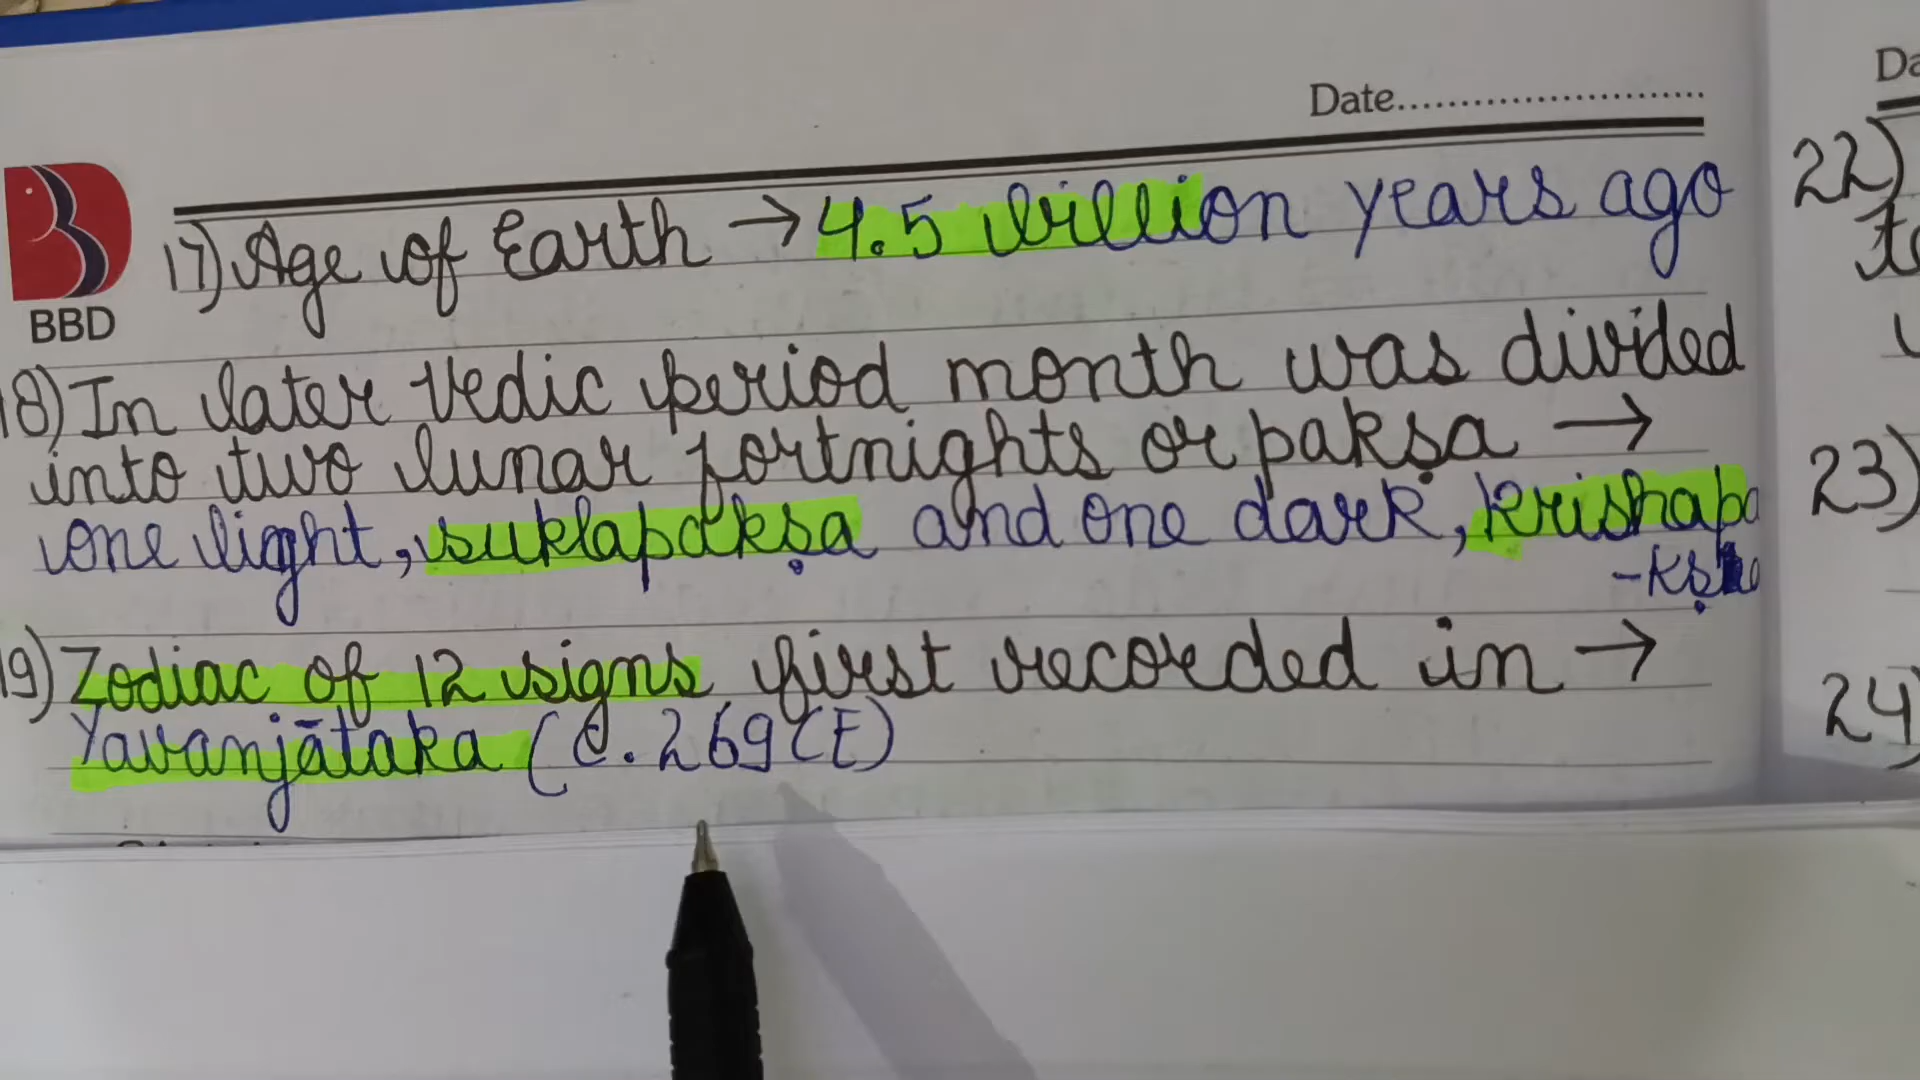 Date..............................
BBD
17) Age of Earth → 4.5 billion years ago
18) In later Vedic period month was divided
into two lunar fortnights or pakṣa →
one light, suklapakṣa and one dark, krishapa
-kṣ
19) Zodiac of 12 signs first recorded in →
Yavanjātaka (C. 269 CE)
Da
22)
23)
24)